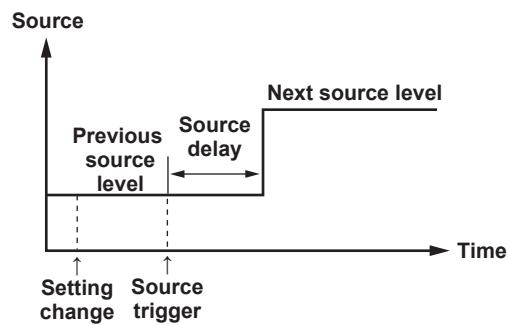 Source
Next source level
Previous
source
level
Source
delay
Time
Setting
change
Source
trigger